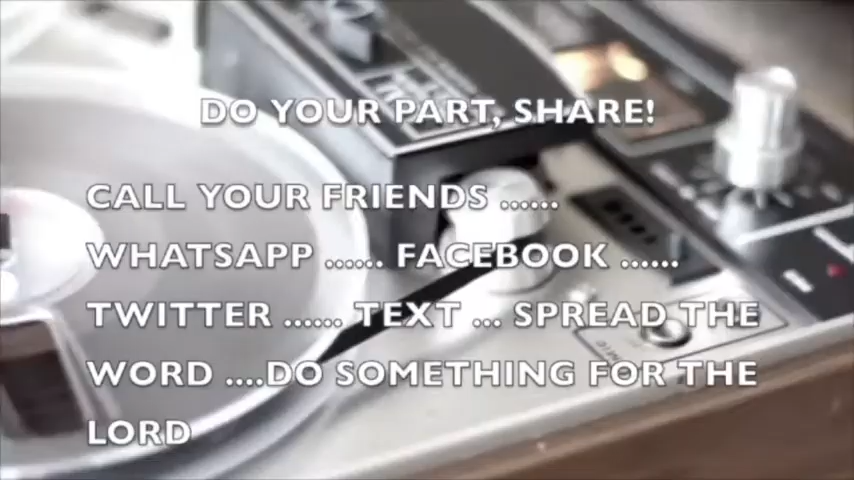 DO YOUR PART, SHARE!
CALL YOUR FRIENDS ......
WHATSAPP ...... FACEBOOK ......
TWITTER ...... TEXT ... SPREAD THE
WORD ....DO SOMETHING FOR THE
LORD